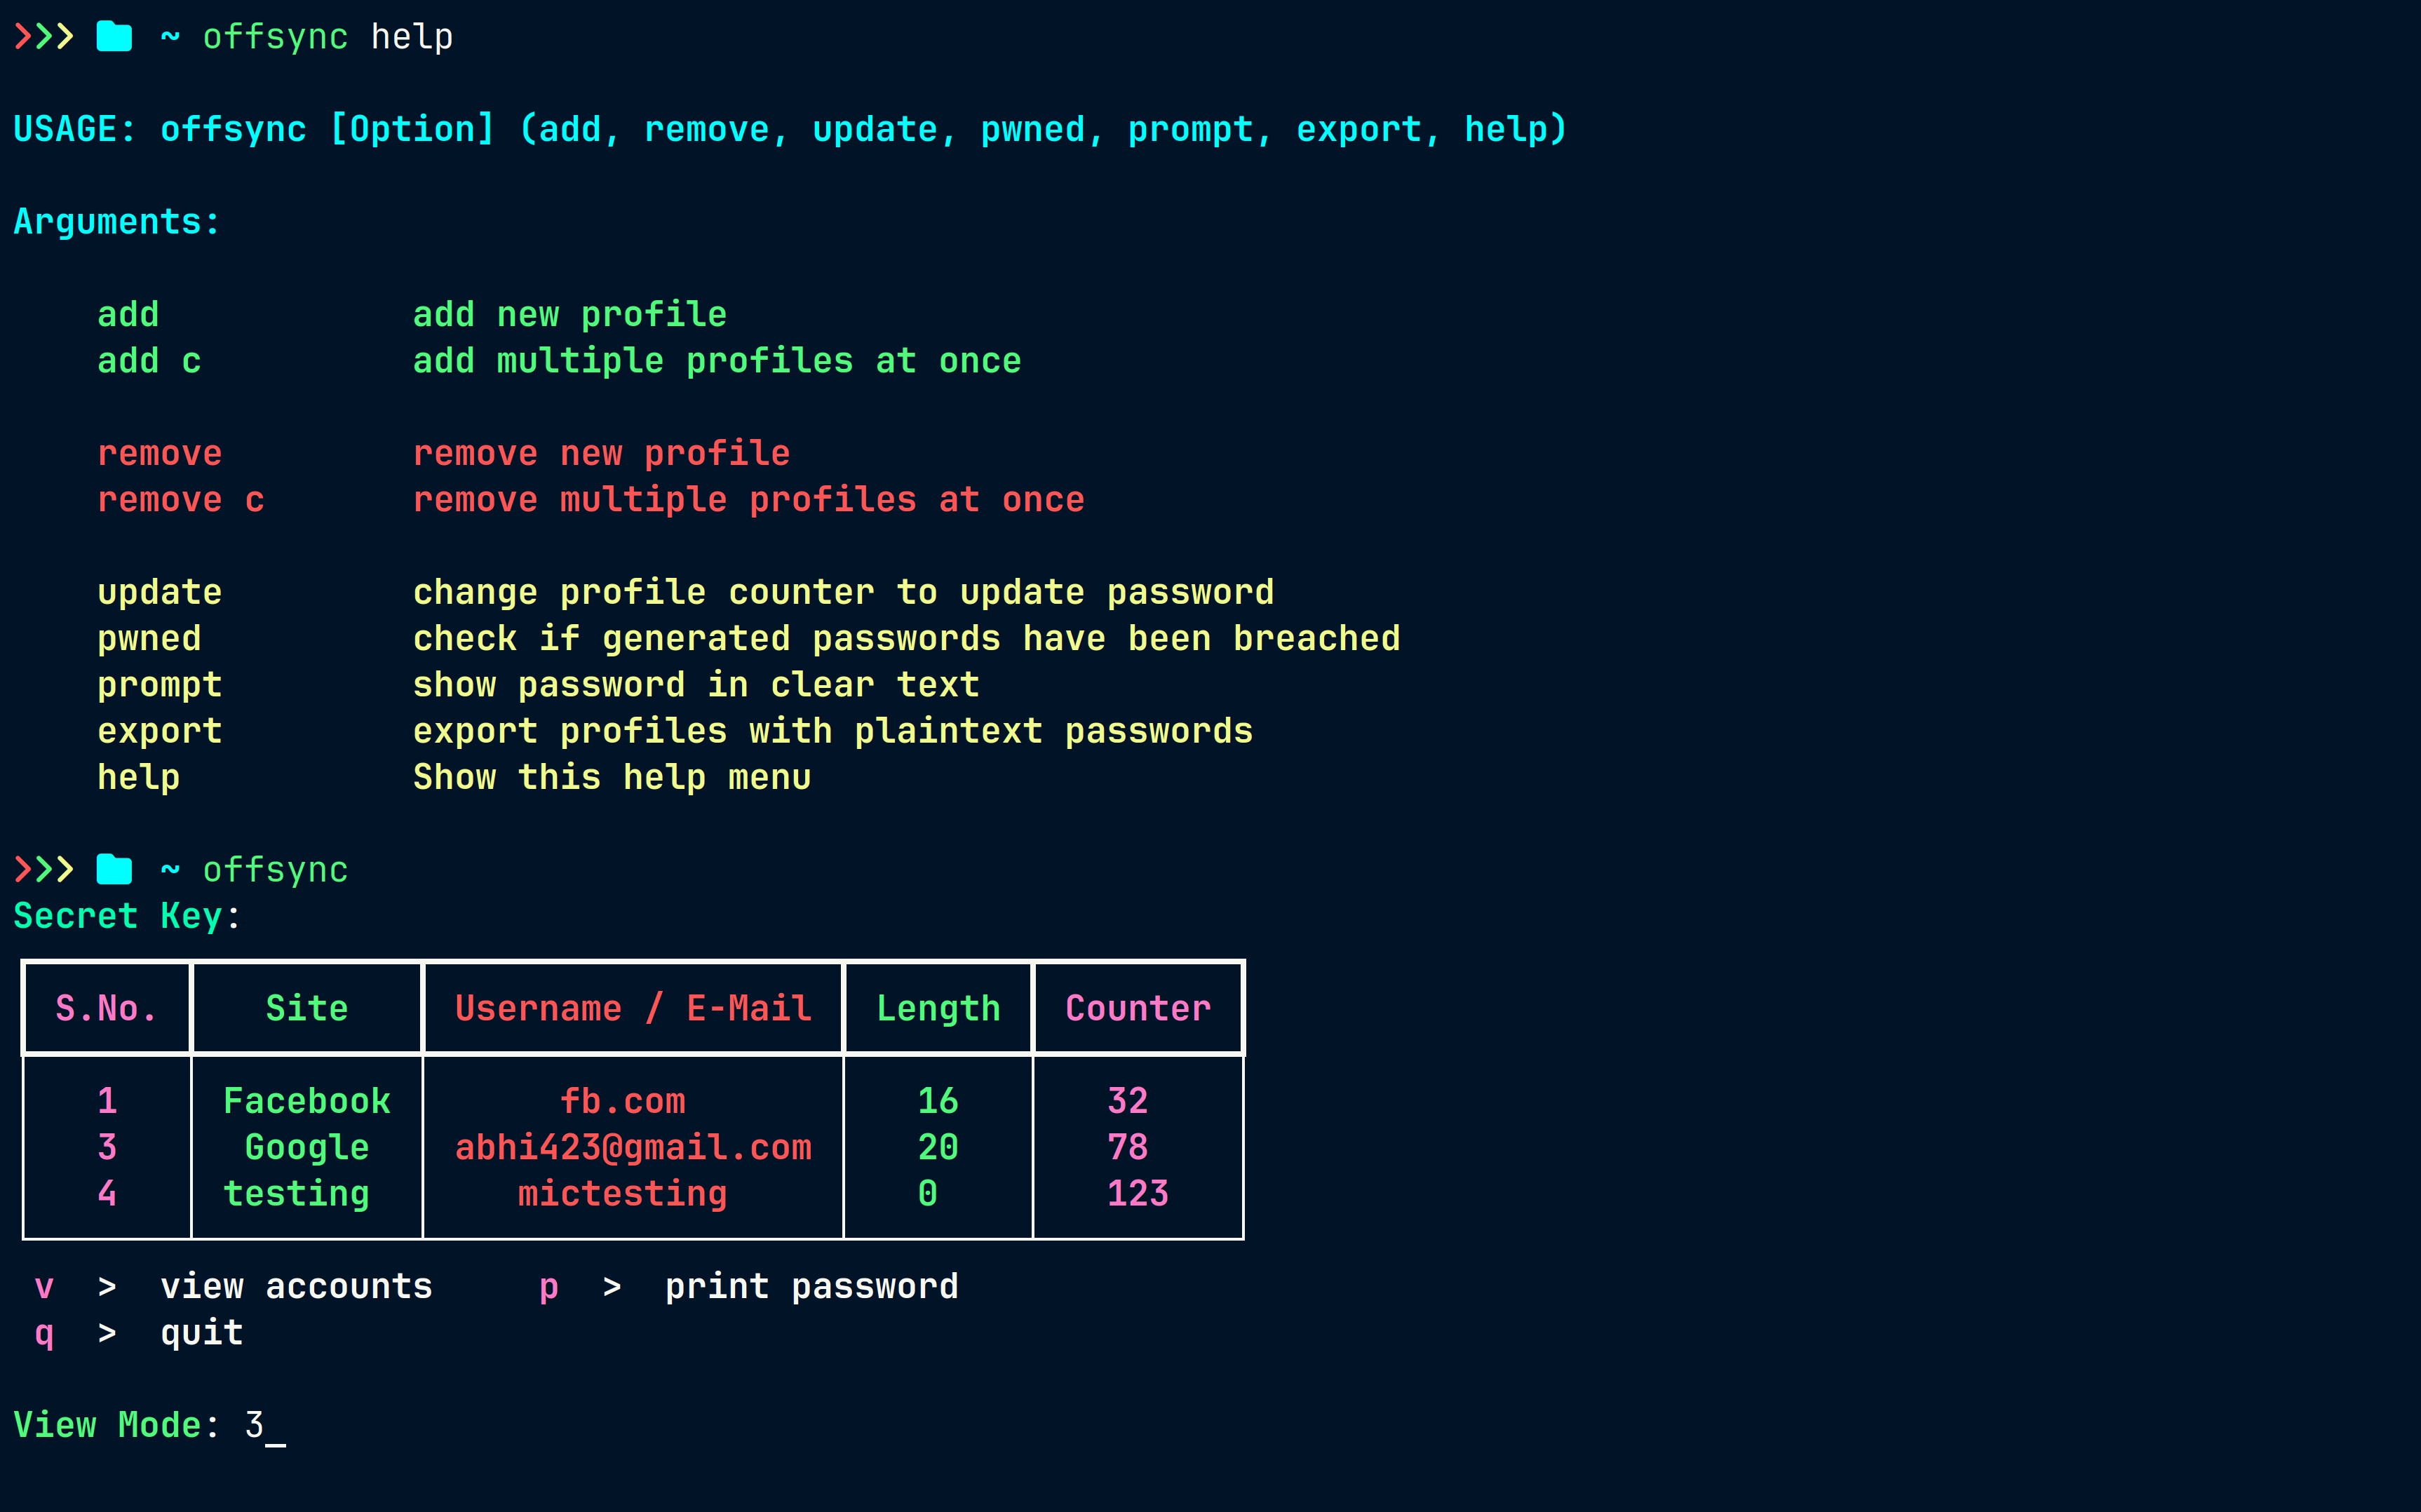 >>> ~ offsync help
USAGE: offsync [Option] (add, remove, update, pwned, prompt, export, help)
Arguments:
add add new profile
add c add multiple profiles at once
remove remove new profile
remove c remove multiple profiles at once
update change profile counter to update password
pwned check if generated passwords have been breached
prompt show password in clear text
export export profiles with plaintext passwords
help Show this help menu
>>> ~ offsync
Secret Key:
S.No. Site Username / E-Mail Length Counter
1 Facebook fb.com 16 32
3 Google abhi423@gmail.com 20 78
4 testing mictesting 0 123
v > view accounts p > print password
q > quit
View Mode: 3_